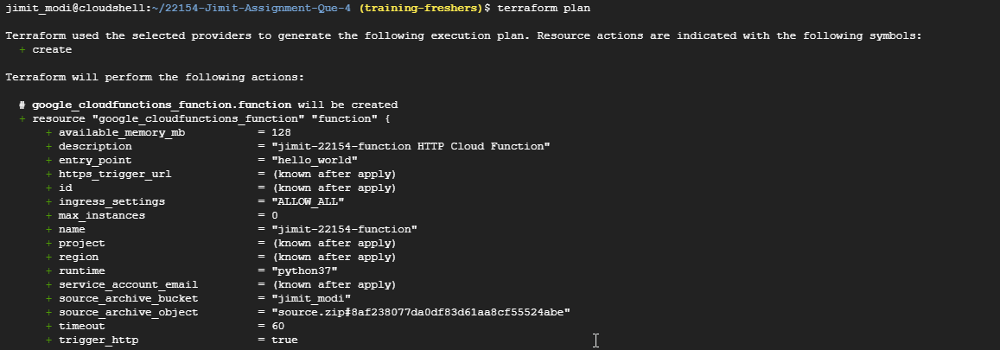 jimit_modi@cloudshell:~/22154-Jimit-Assignment-Que-4 (training-freshers)$ terraform plan
Terraform used the selected providers to generate the following execution plan. Resource actions are indicated with the following symbols:
+ create
Terraform will perform the following actions:
# google_cloudfunctions_function.function will be created
+ resource "google_cloudfunctions_function" "function" {
+ available_memory_mb = 128
+ description = "jimit-22154-function HTTP Cloud Function"
+ entry_point = "hello_world"
+ https_trigger_url = (known after apply)
+ id = (known after apply)
+ ingress_settings = "ALLOW_ALL"
+ max_instances = 0
+ name = "jimit-22154-function"
+ project = (known after apply)
+ region = (known after apply)
+ runtime = "python37"
+ service_account_email = (known after apply)
+ source_archive_bucket = "jimit_modi"
+ source_archive_object = "source.zip#8af238077da0df83d61aa8cf55524abe"
+ timeout = 60
+ trigger_http = true